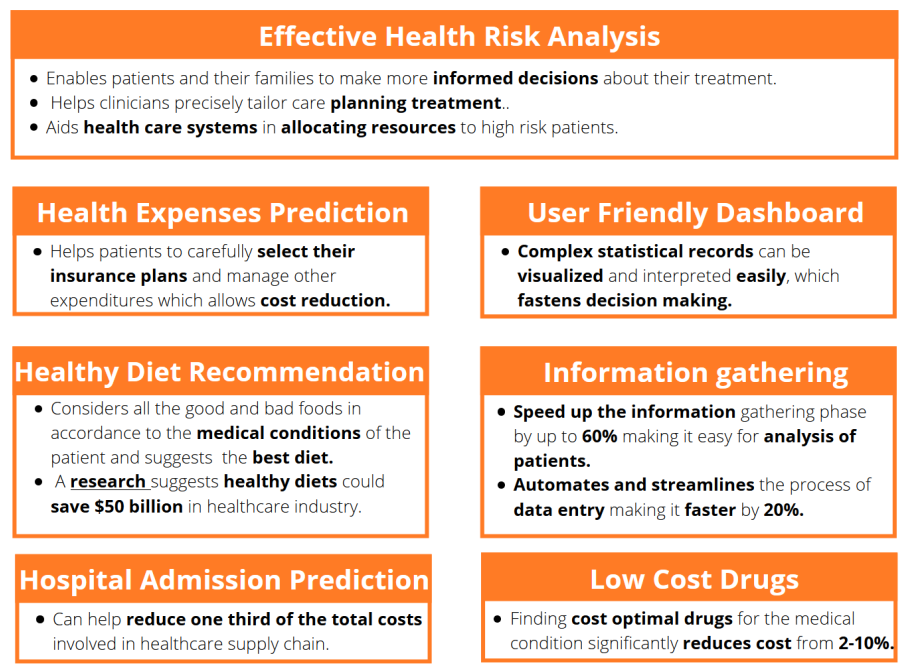 Effective Health Risk Analysis
• Enables patients and their families to make more informed decisions about their treatment.
• Helps clinicians precisely tailor care planning treatment..
• Aids health care systems in allocating resources to high risk patients.
Health Expenses Prediction
• Helps patients to carefully select their
insurance plans and manage other
expenditures which allows cost reduction.
User Friendly Dashboard
• Complex statistical records can be
visualized and interpreted easily, which
fastens decision making.
Healthy Diet Recommendation
• Considers all the good and bad foods in
accordance to the medical conditions of the
patient and suggests the best diet.
• A research suggests healthy diets could
save $50 billion in healthcare industry.
Information gathering
• Speed up the information gathering phase
by up to 60% making it easy for analysis of
patients.
• Automates and streamlines the process of
data entry making it faster by 20%.
Hospital Admission Prediction
• Can help reduce one third of the total costs
involved in healthcare supply chain.
Low Cost Drugs
• Finding cost optimal drugs for the medical
condition significantly reduces cost from 2-10%.